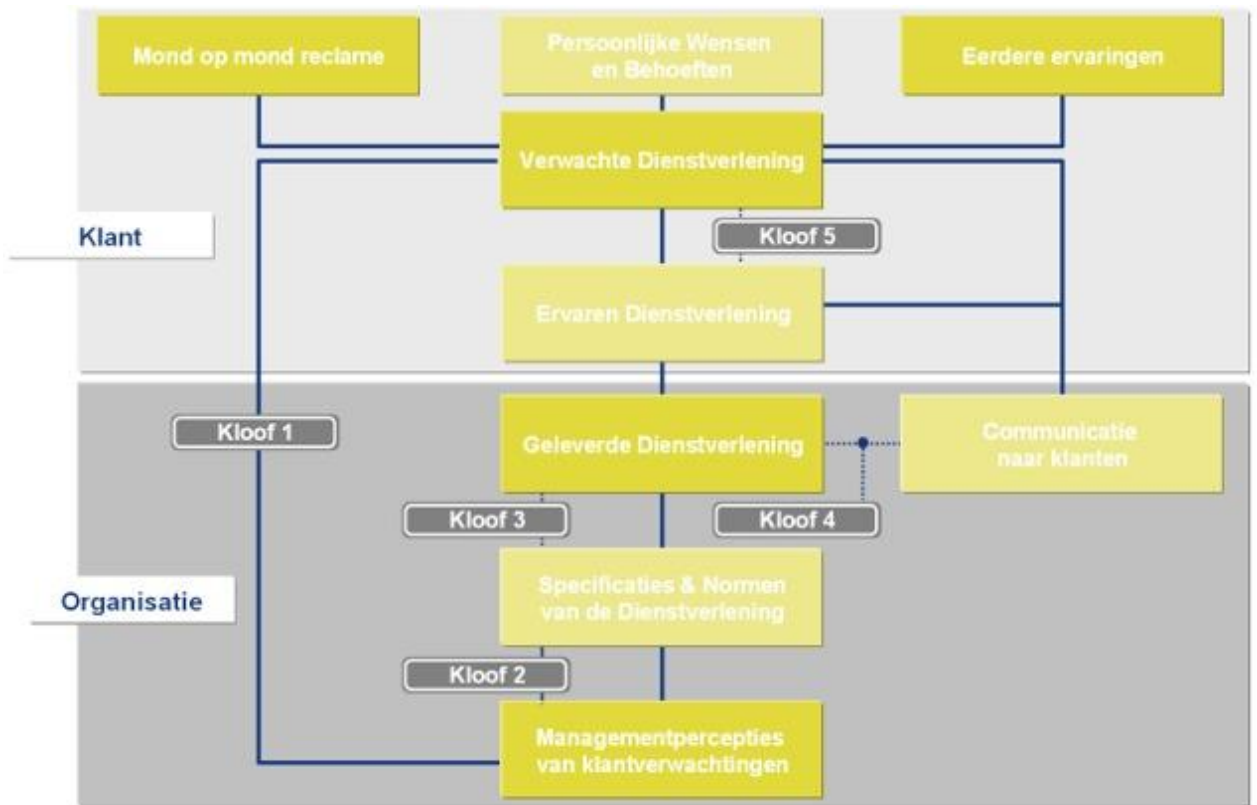 Mond op mond reclame
Persoonlijke Wensen
en Behoeften
Eerdere ervaringen
Verwachte Dienstverlening
Klant
Kloof 5
Ervaren Dienstverlening
Kloof 1
Geleverde Dienstverlening
Communicatie
naar klanten
Kloof 3
Kloof 4
Organisatie
Specificaties & Normen
van de Dienstverlening
Kloof 2
Managementpercepties
van klantverwachtingen